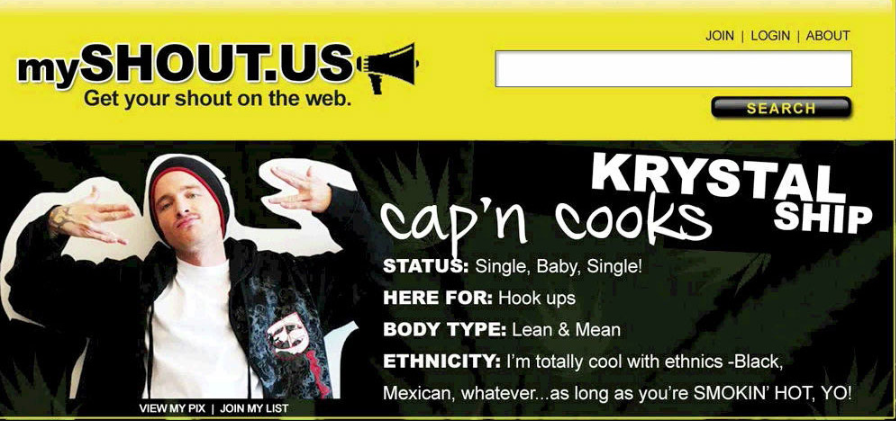 JOIN | LOGIN | ABOUT
mySHOUT.US
Get your shout on the web.
SEARCH
KRYSTAL
SHIP
cap'n cooks
STATUS: Single, Baby, Single!
HERE FOR: Hook ups
BODY TYPE: Lean & Mean
ETHNICITY: I'm totally cool with ethnics -Black,
Mexican, whatever...as long as you're SMOKIN' HOT, YO!
VIEW MY PIX | JOIN MY LIST